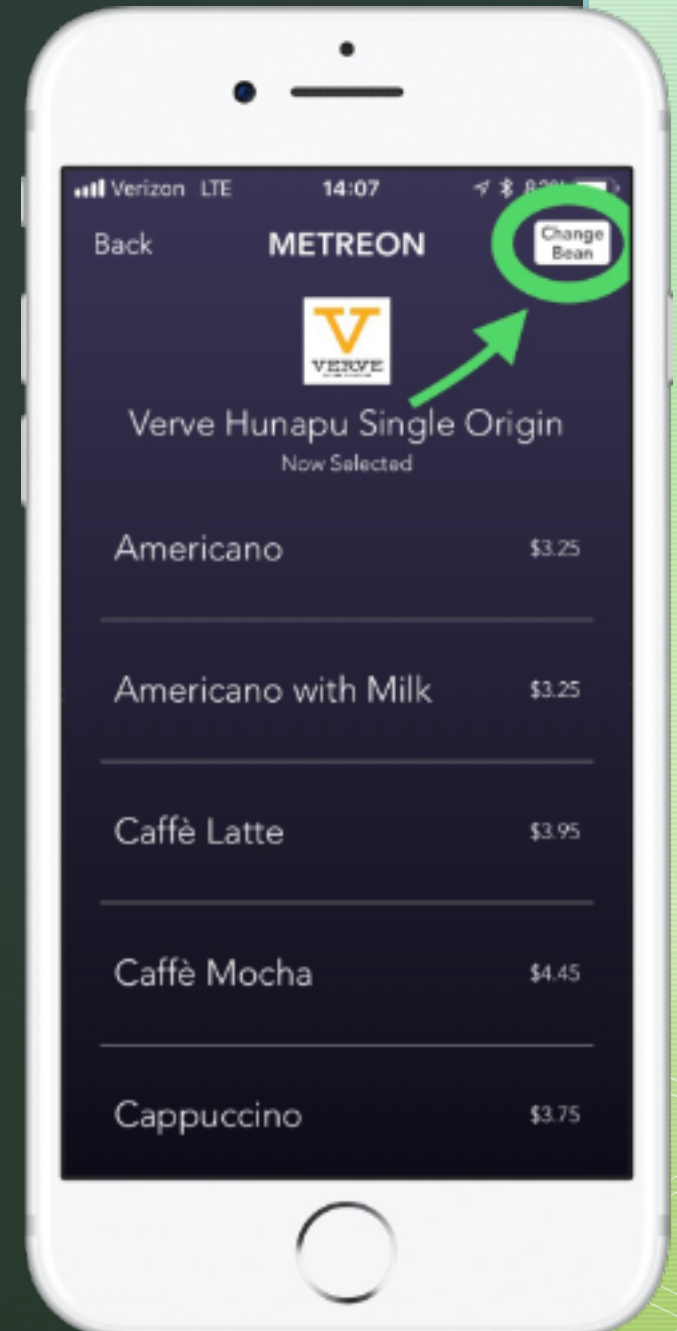 Verizon LTE 14:07
Back METREON Change
Bean
V
VERVE
Verve Hunapu Single Origin
Now Selected
Americano $3.25
Americano with Milk $3.25
Caffè Latte $3.95
Caffè Mocha $4.45
Cappuccino $3.75